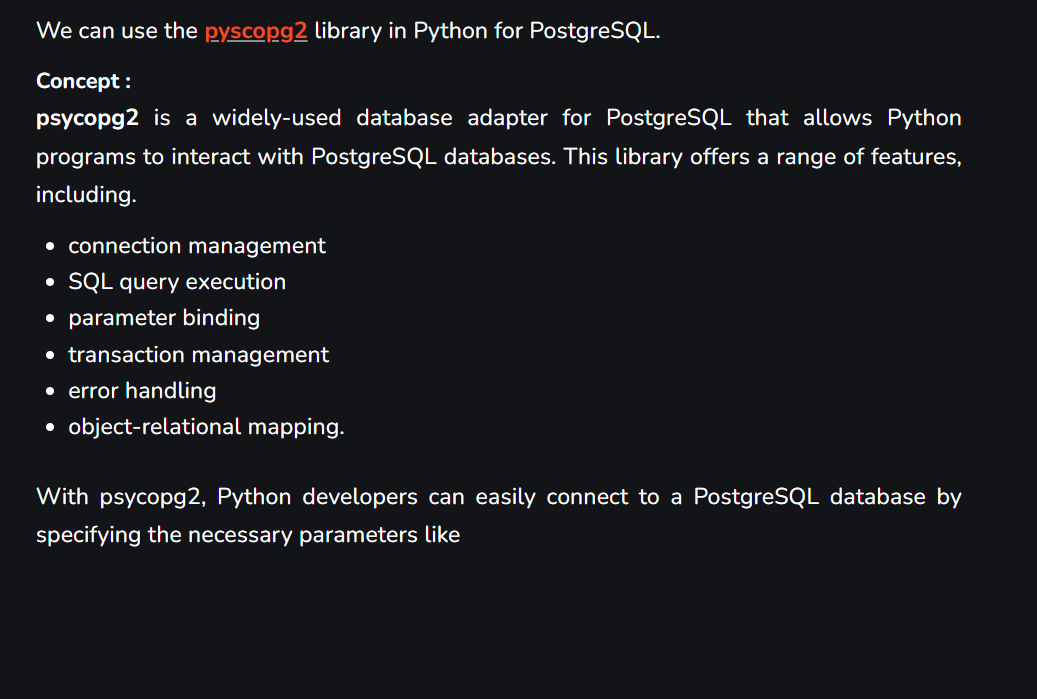 We can use the pyscopg2 library in Python for PostgreSQL.
Concept :
psycopg2 is a widely-used database adapter for PostgreSQL that allows Python
programs to interact with PostgreSQL databases. This library offers a range of features,
including.
• connection management
• SQL query execution
• parameter binding
• transaction management
• error handling
• object-relational mapping.
With psycopg2, Python developers can easily connect to a PostgreSQL database by
specifying the necessary parameters like